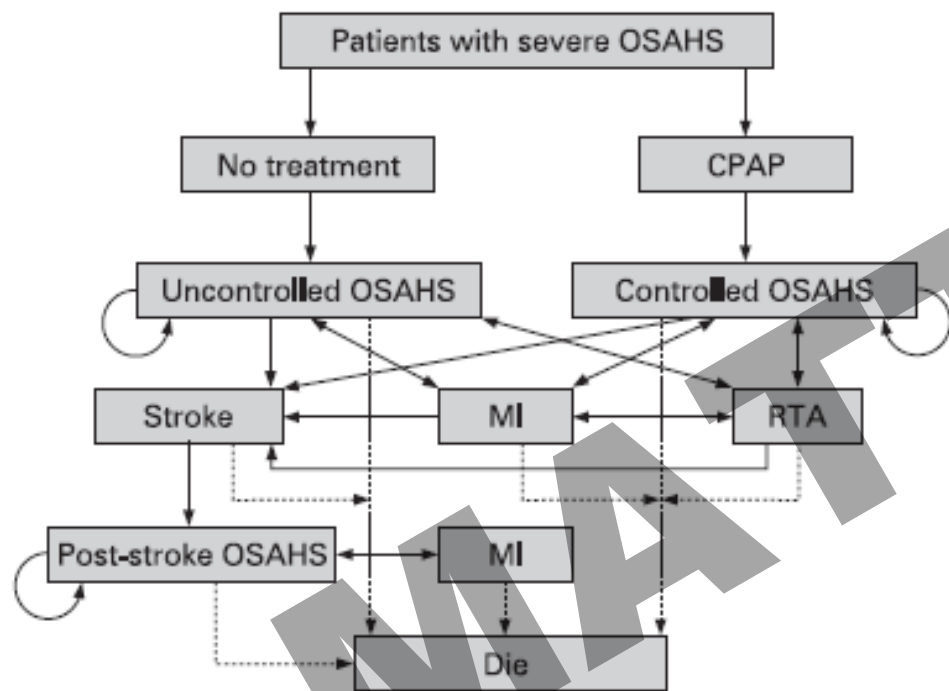 Patients with severe OSAHS
No treatment
CPAP
Uncontrolled OSAHS
Controlled OSAHS
Stroke
MI
RTA
Post-stroke OSAHS
MI
Die
MAT